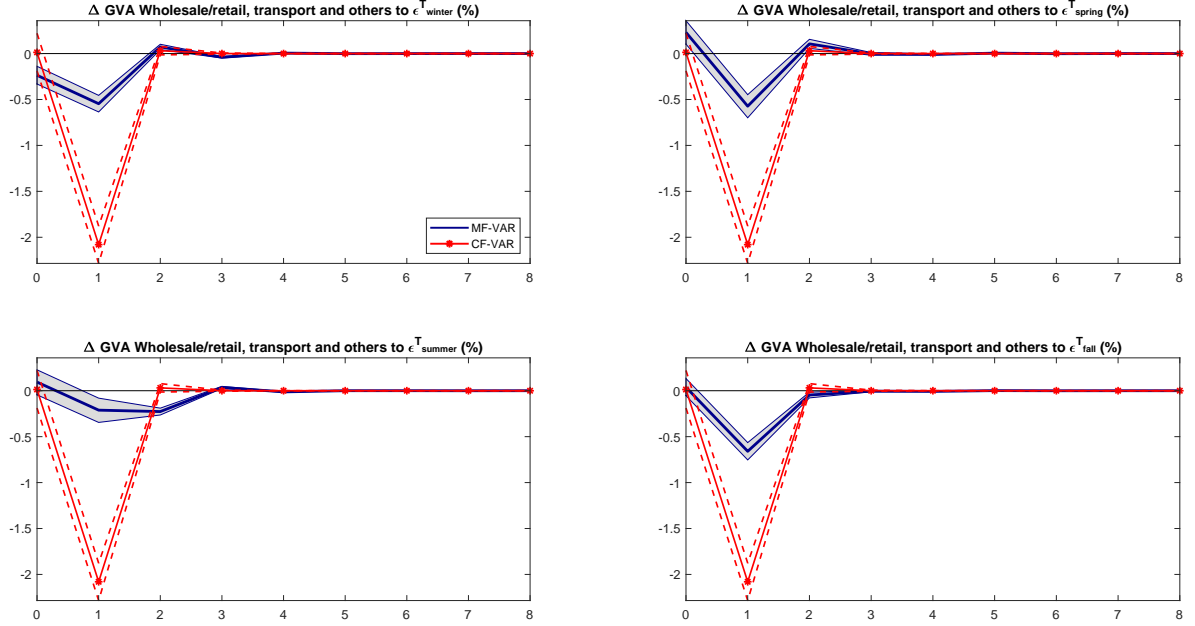 Δ GVA Wholesale/retail, transport and others to ϵ^T_winter (%)
0
-0.5
-1
-1.5
-2
0 1 2 3 4 5 6 7 8
MF-VAR
CF-VAR
Δ GVA Wholesale/retail, transport and others to ϵ^T_spring (%)
0
-0.5
-1
-1.5
-2
0 1 2 3 4 5 6 7 8
Δ GVA Wholesale/retail, transport and others to ϵ^T_summer (%)
0
-0.5
-1
-1.5
-2
0 1 2 3 4 5 6 7 8
Δ GVA Wholesale/retail, transport and others to ϵ^T_fall (%)
0
-0.5
-1
-1.5
-2
0 1 2 3 4 5 6 7 8